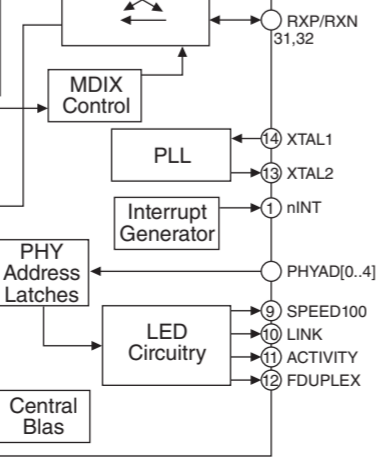 RXP/RXN
31,32
MDIX
Control
PLL
14 XTAL1
13 XTAL2
Interrupt
Generator
1 nINT
PHY
Address
Latches
PHYAD[0..4]
LED
Circuitry
9 SPEED100
10 LINK
11 ACTIVITY
12 FDUPLEX
Central
Blas